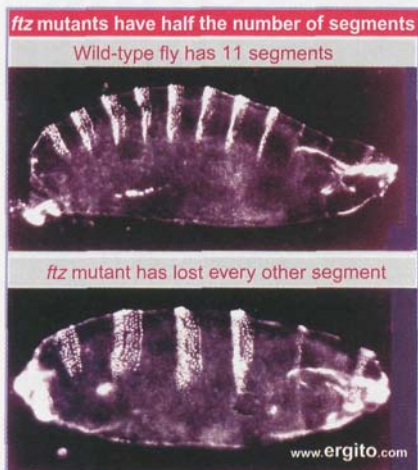 ftz mutants have half the number of segments
Wild-type fly has 11 segments
ftz mutant has lost every other segment
www.ergito.com